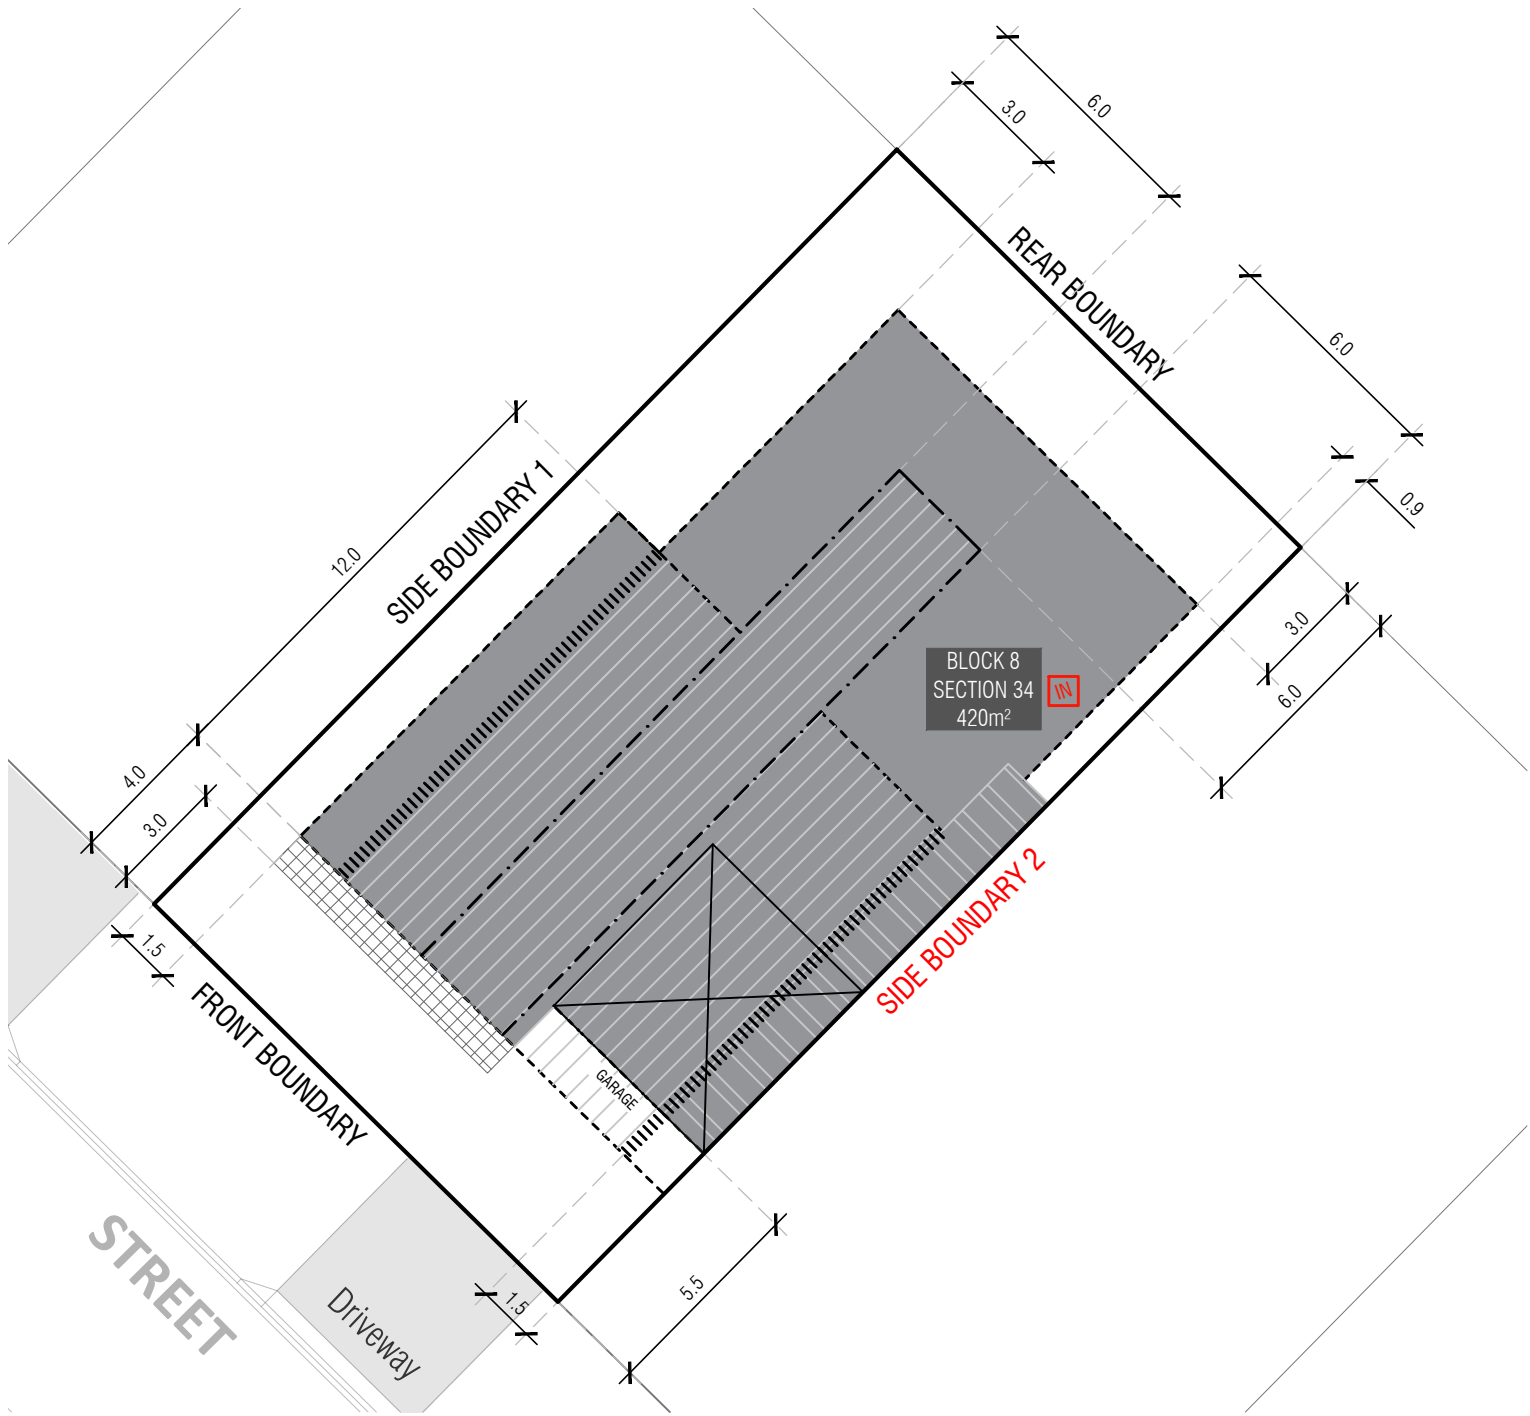 6.0
3.0
REAR BOUNDARY
6.0
0.9
12.0
SIDE BOUNDARY 1
3.0
6.0
BLOCK 8
SECTION 34
420m²
IN
4.0
3.0
SIDE BOUNDARY 2
1.5
FRONT BOUNDARY
GARAGE
STREET
Driveway
1.5
5.5